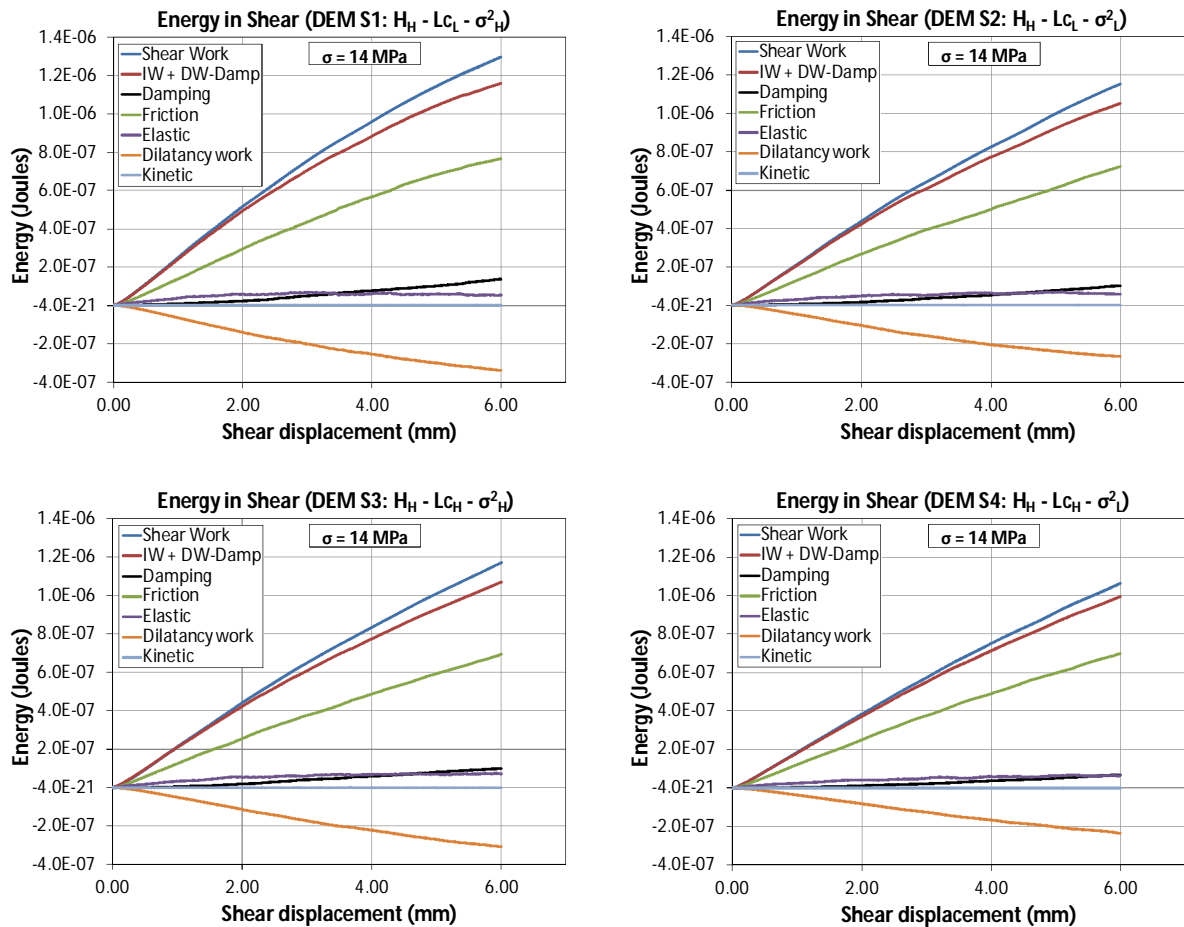 Energy in Shear (DEM S1: H_H - Lc_L - σ²_H)
1.4E-06
1.2E-06
1.0E-06
8.0E-07
6.0E-07
4.0E-07
2.0E-07
-4.0E-21
-2.0E-07
-4.0E-07
Energy (Joules)
Shear Work
IW + DW-Damp
Damping
Friction
Elastic
Dilatancy work
Kinetic
σ = 14 MPa
0.00 2.00 4.00 6.00
Shear displacement (mm)
Energy in Shear (DEM S2: H_H - Lc_L - σ²_L)
1.4E-06
1.2E-06
1.0E-06
8.0E-07
6.0E-07
4.0E-07
2.0E-07
-4.0E-21
-2.0E-07
-4.0E-07
Energy (Joules)
Shear Work
IW + DW-Damp
Damping
Friction
Elastic
Dilatancy work
Kinetic
σ = 14 MPa
0.00 2.00 4.00 6.00
Shear displacement (mm)
Energy in Shear (DEM S3: H_H - Lc_H - σ²_H)
1.4E-06
1.2E-06
1.0E-06
8.0E-07
6.0E-07
4.0E-07
2.0E-07
-4.0E-21
-2.0E-07
-4.0E-07
Energy (Joules)
Shear Work
IW + DW-Damp
Damping
Friction
Elastic
Dilatancy work
Kinetic
σ = 14 MPa
0.00 2.00 4.00 6.00
Shear displacement (mm)
Energy in Shear (DEM S4: H_H - Lc_H - σ²_L)
1.4E-06
1.2E-06
1.0E-06
8.0E-07
6.0E-07
4.0E-07
2.0E-07
-4.0E-21
-2.0E-07
-4.0E-07
Energy (Joules)
Shear Work
IW + DW-Damp
Damping
Friction
Elastic
Dilatancy work
Kinetic
σ = 14 MPa
0.00 2.00 4.00 6.00
Shear displacement (mm)